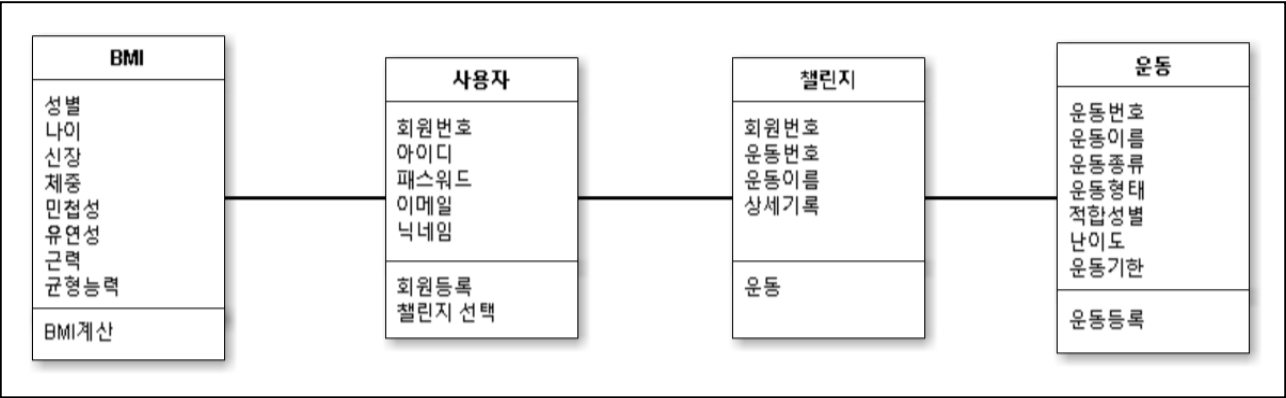 BMI
성별
나이
신장
체중
민첩성
유연성
근력
균형능력
BMI계산
사용자
회원번호
아이디
패스워드
이메일
닉네임
회원등록
챌린지 선택
챌린지
회원번호
운동번호
운동이름
상세기록
운동
운동
운동번호
운동이름
운동종류
운동형태
적합성별
난이도
운동기한
운동등록